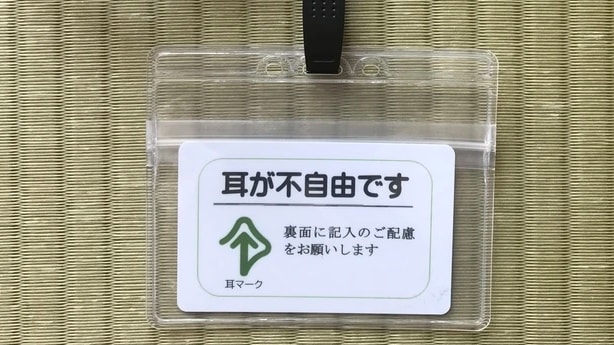 耳が不自由です
裏面に記入のご配慮
をお願いします
耳マーク